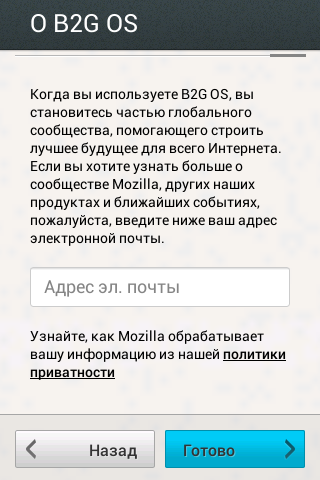 О B2G OS
Когда вы используете B2G OS, вы
становитесь частью глобального
сообщества, помогающего строить
лучшее будущее для всего Интернета.
Если вы хотите узнать больше о
сообществе Mozilla, других наших
продуктах и ближайших событиях,
пожалуйста, введите ниже ваш адрес
электронной почты.
Адрес эл. почты
Узнайте, как Mozilla обрабатывает
вашу информацию из нашей политики
приватности
Назад
Готово